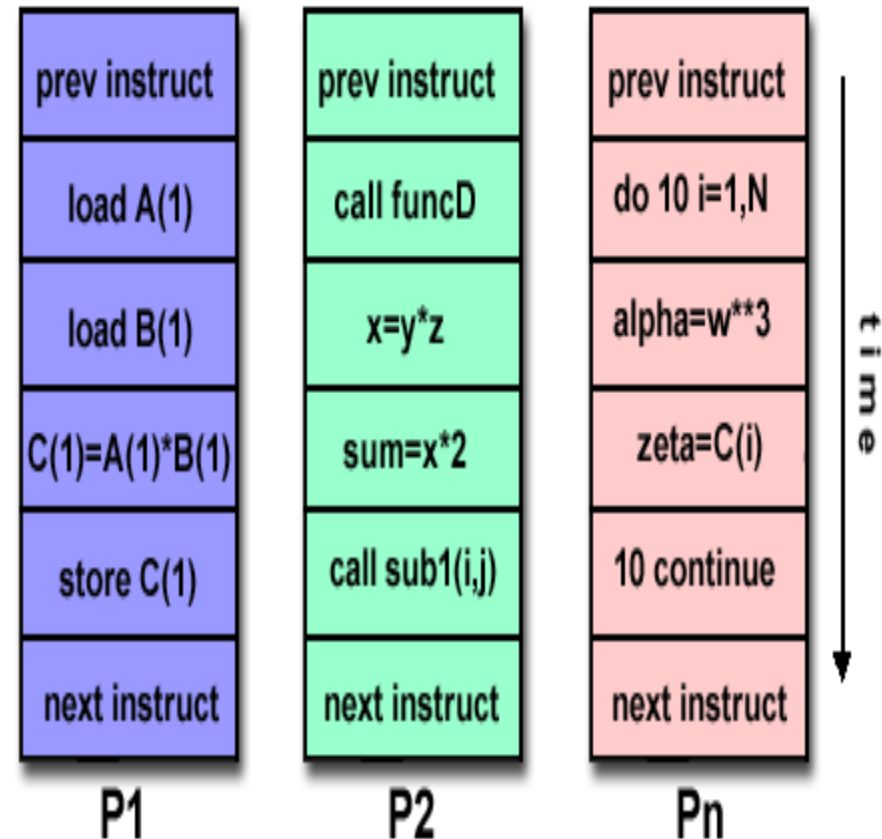 prev instruct
load A(1)
load B(1)
C(1)=A(1)*B(1)
store C(1)
next instruct
P1
prev instruct
call funcD
x=y*z
sum=x*2
call sub1(i,j)
next instruct
P2
prev instruct
do 10 i=1,N
alpha=w**3
zeta=C(i)
10 continue
next instruct
Pn
time